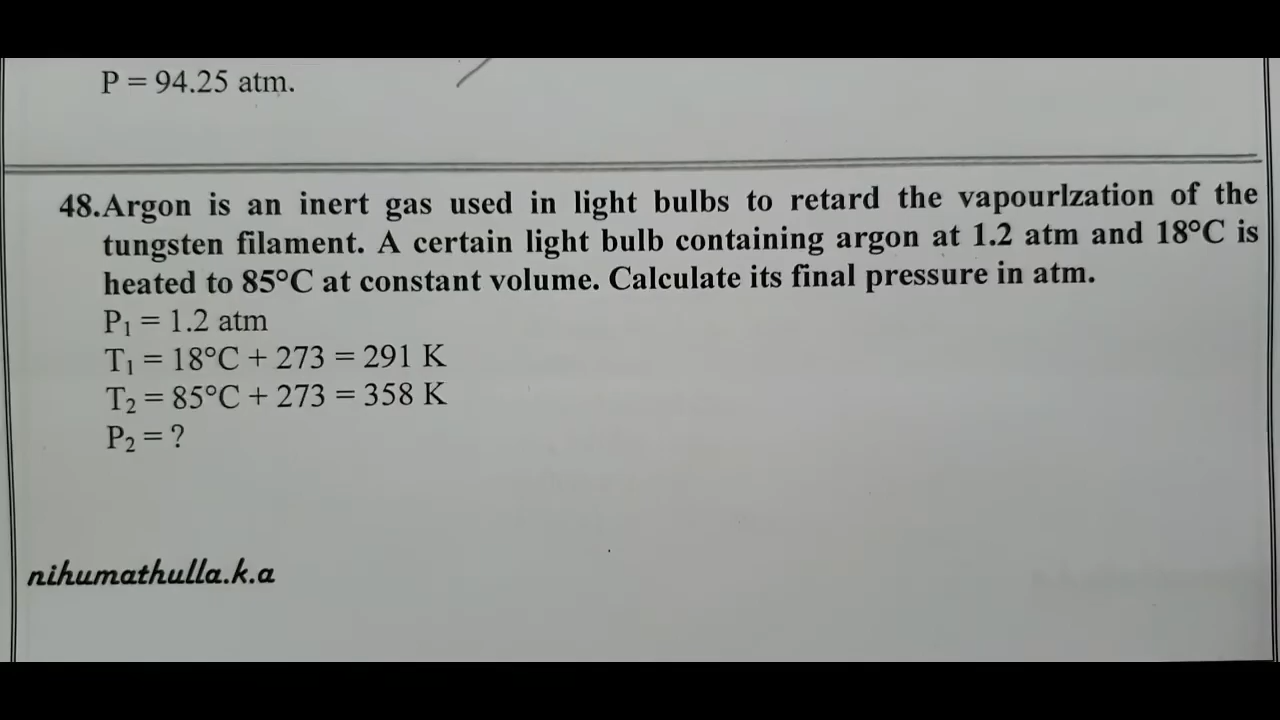 P = 94.25 atm.
48.Argon is an inert gas used in light bulbs to retard the vapourlzation of the
tungsten filament. A certain light bulb containing argon at 1.2 atm and 18°C is
heated to 85°C at constant volume. Calculate its final pressure in atm.
P₁ = 1.2 atm
T₁ = 18°C + 273 = 291 K
T₂ = 85°C + 273 = 358 K
P₂ = ?
nihumathulla.k.a